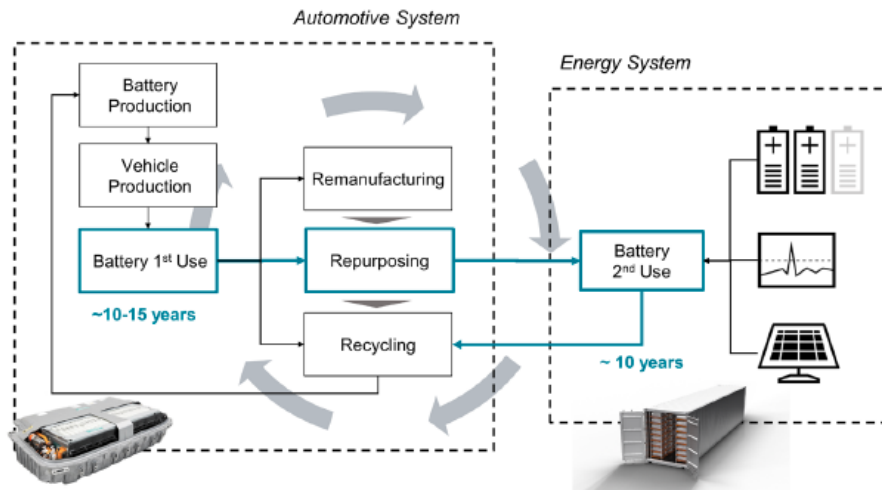 Automotive System
Energy System
Battery
Production
Vehicle
Production
Battery 1st Use
~10-15 years
Remanufacturing
Repurposing
Recycling
Battery
2nd Use
~ 10 years